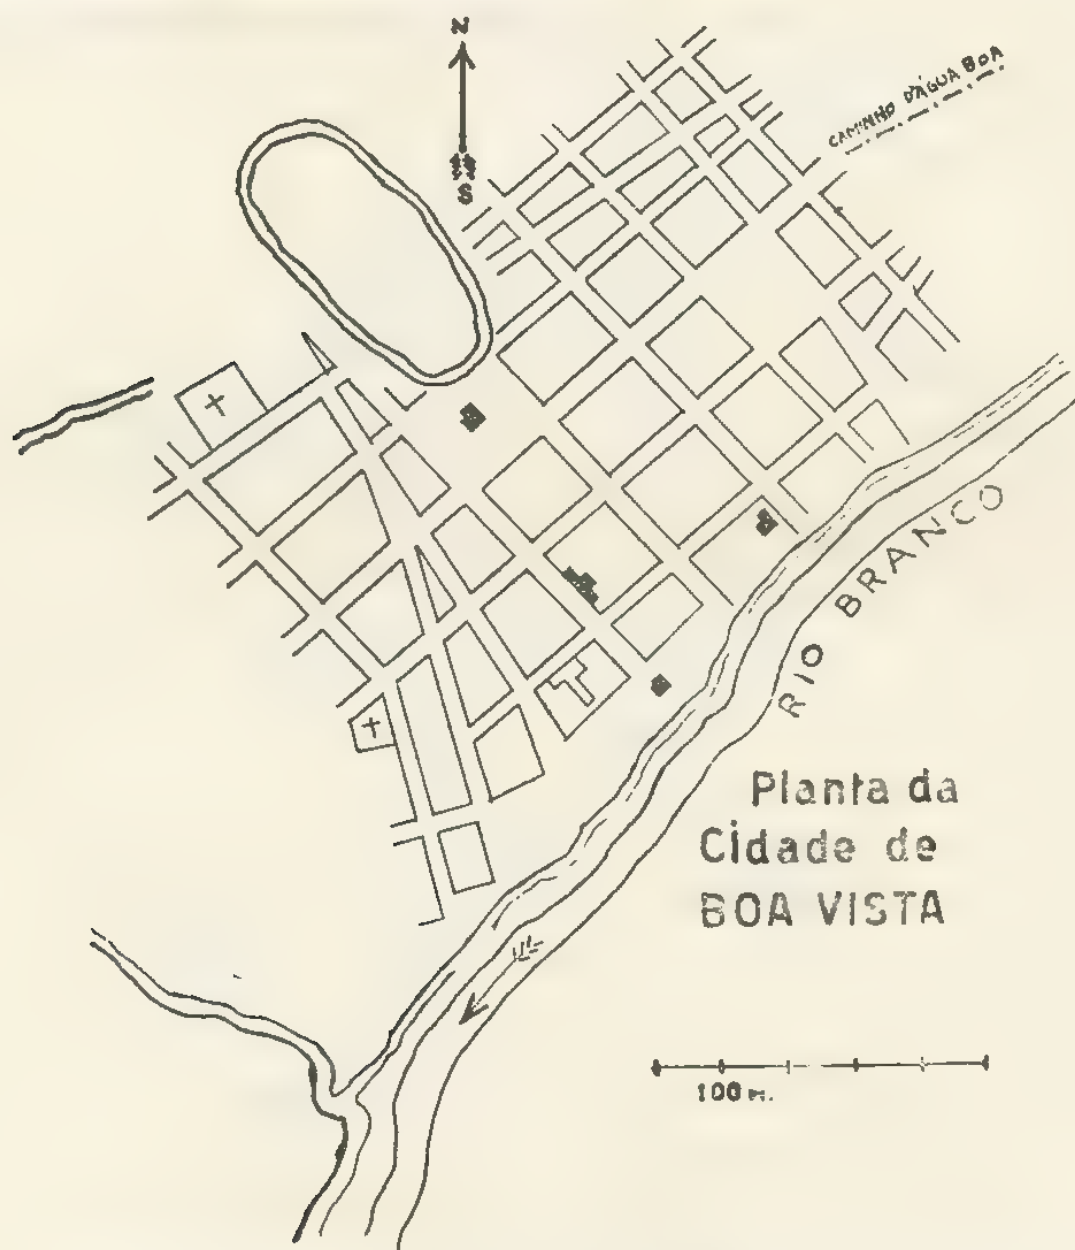 N
S
CAMINHO D'ÁGUA BOA
RIO BRANCO
Planta da
Cidade de
BOA VISTA
100 m.